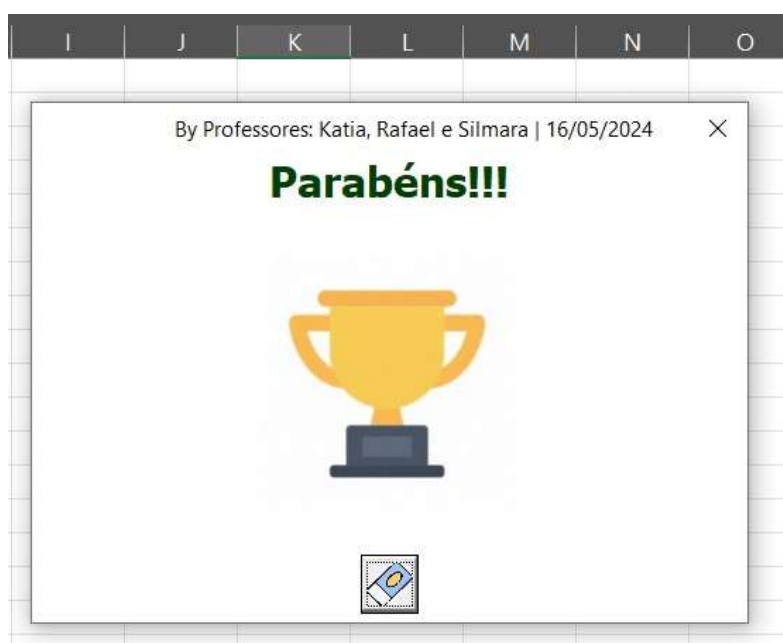 I J K L M N O
By Professores: Katia, Rafael e Silmara | 16/05/2024
Parabéns!!!